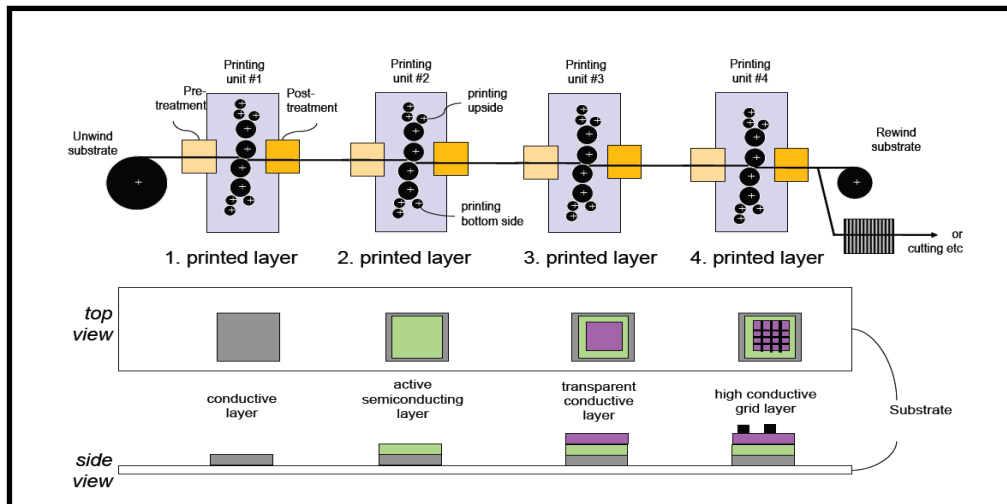 Printing
unit #1
Printing
unit #2
Printing
unit #3
Printing
unit #4
Pre-
treatment
Post-
treatment
printing
upside
Unwind
substrate
Rewind
substrate
printing
bottom side
or
cutting etc
1. printed layer
2. printed layer
3. printed layer
4. printed layer
top
view
conductive
layer
active
semiconducting
layer
transparent
conductive
layer
high conductive
grid layer
Substrate
side
view